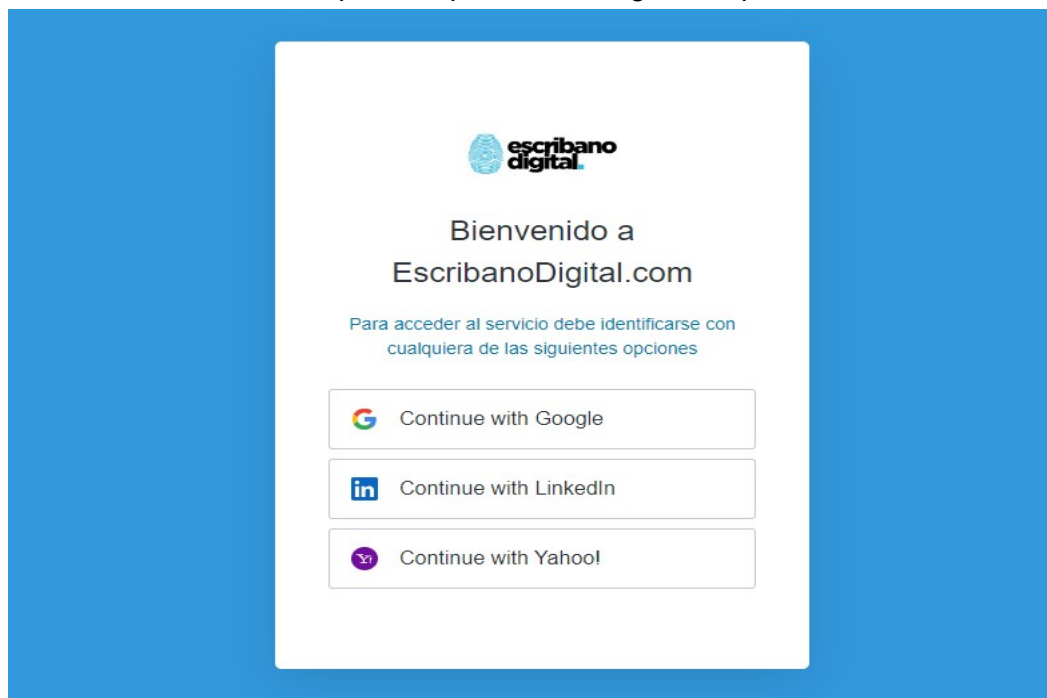 escribano
digital.
Bienvenido a
EscribanoDigital.com
Para acceder al servicio debe identificarse con
cualquiera de las siguientes opciones
Continue with Google
Continue with LinkedIn
Continue with Yahoo!